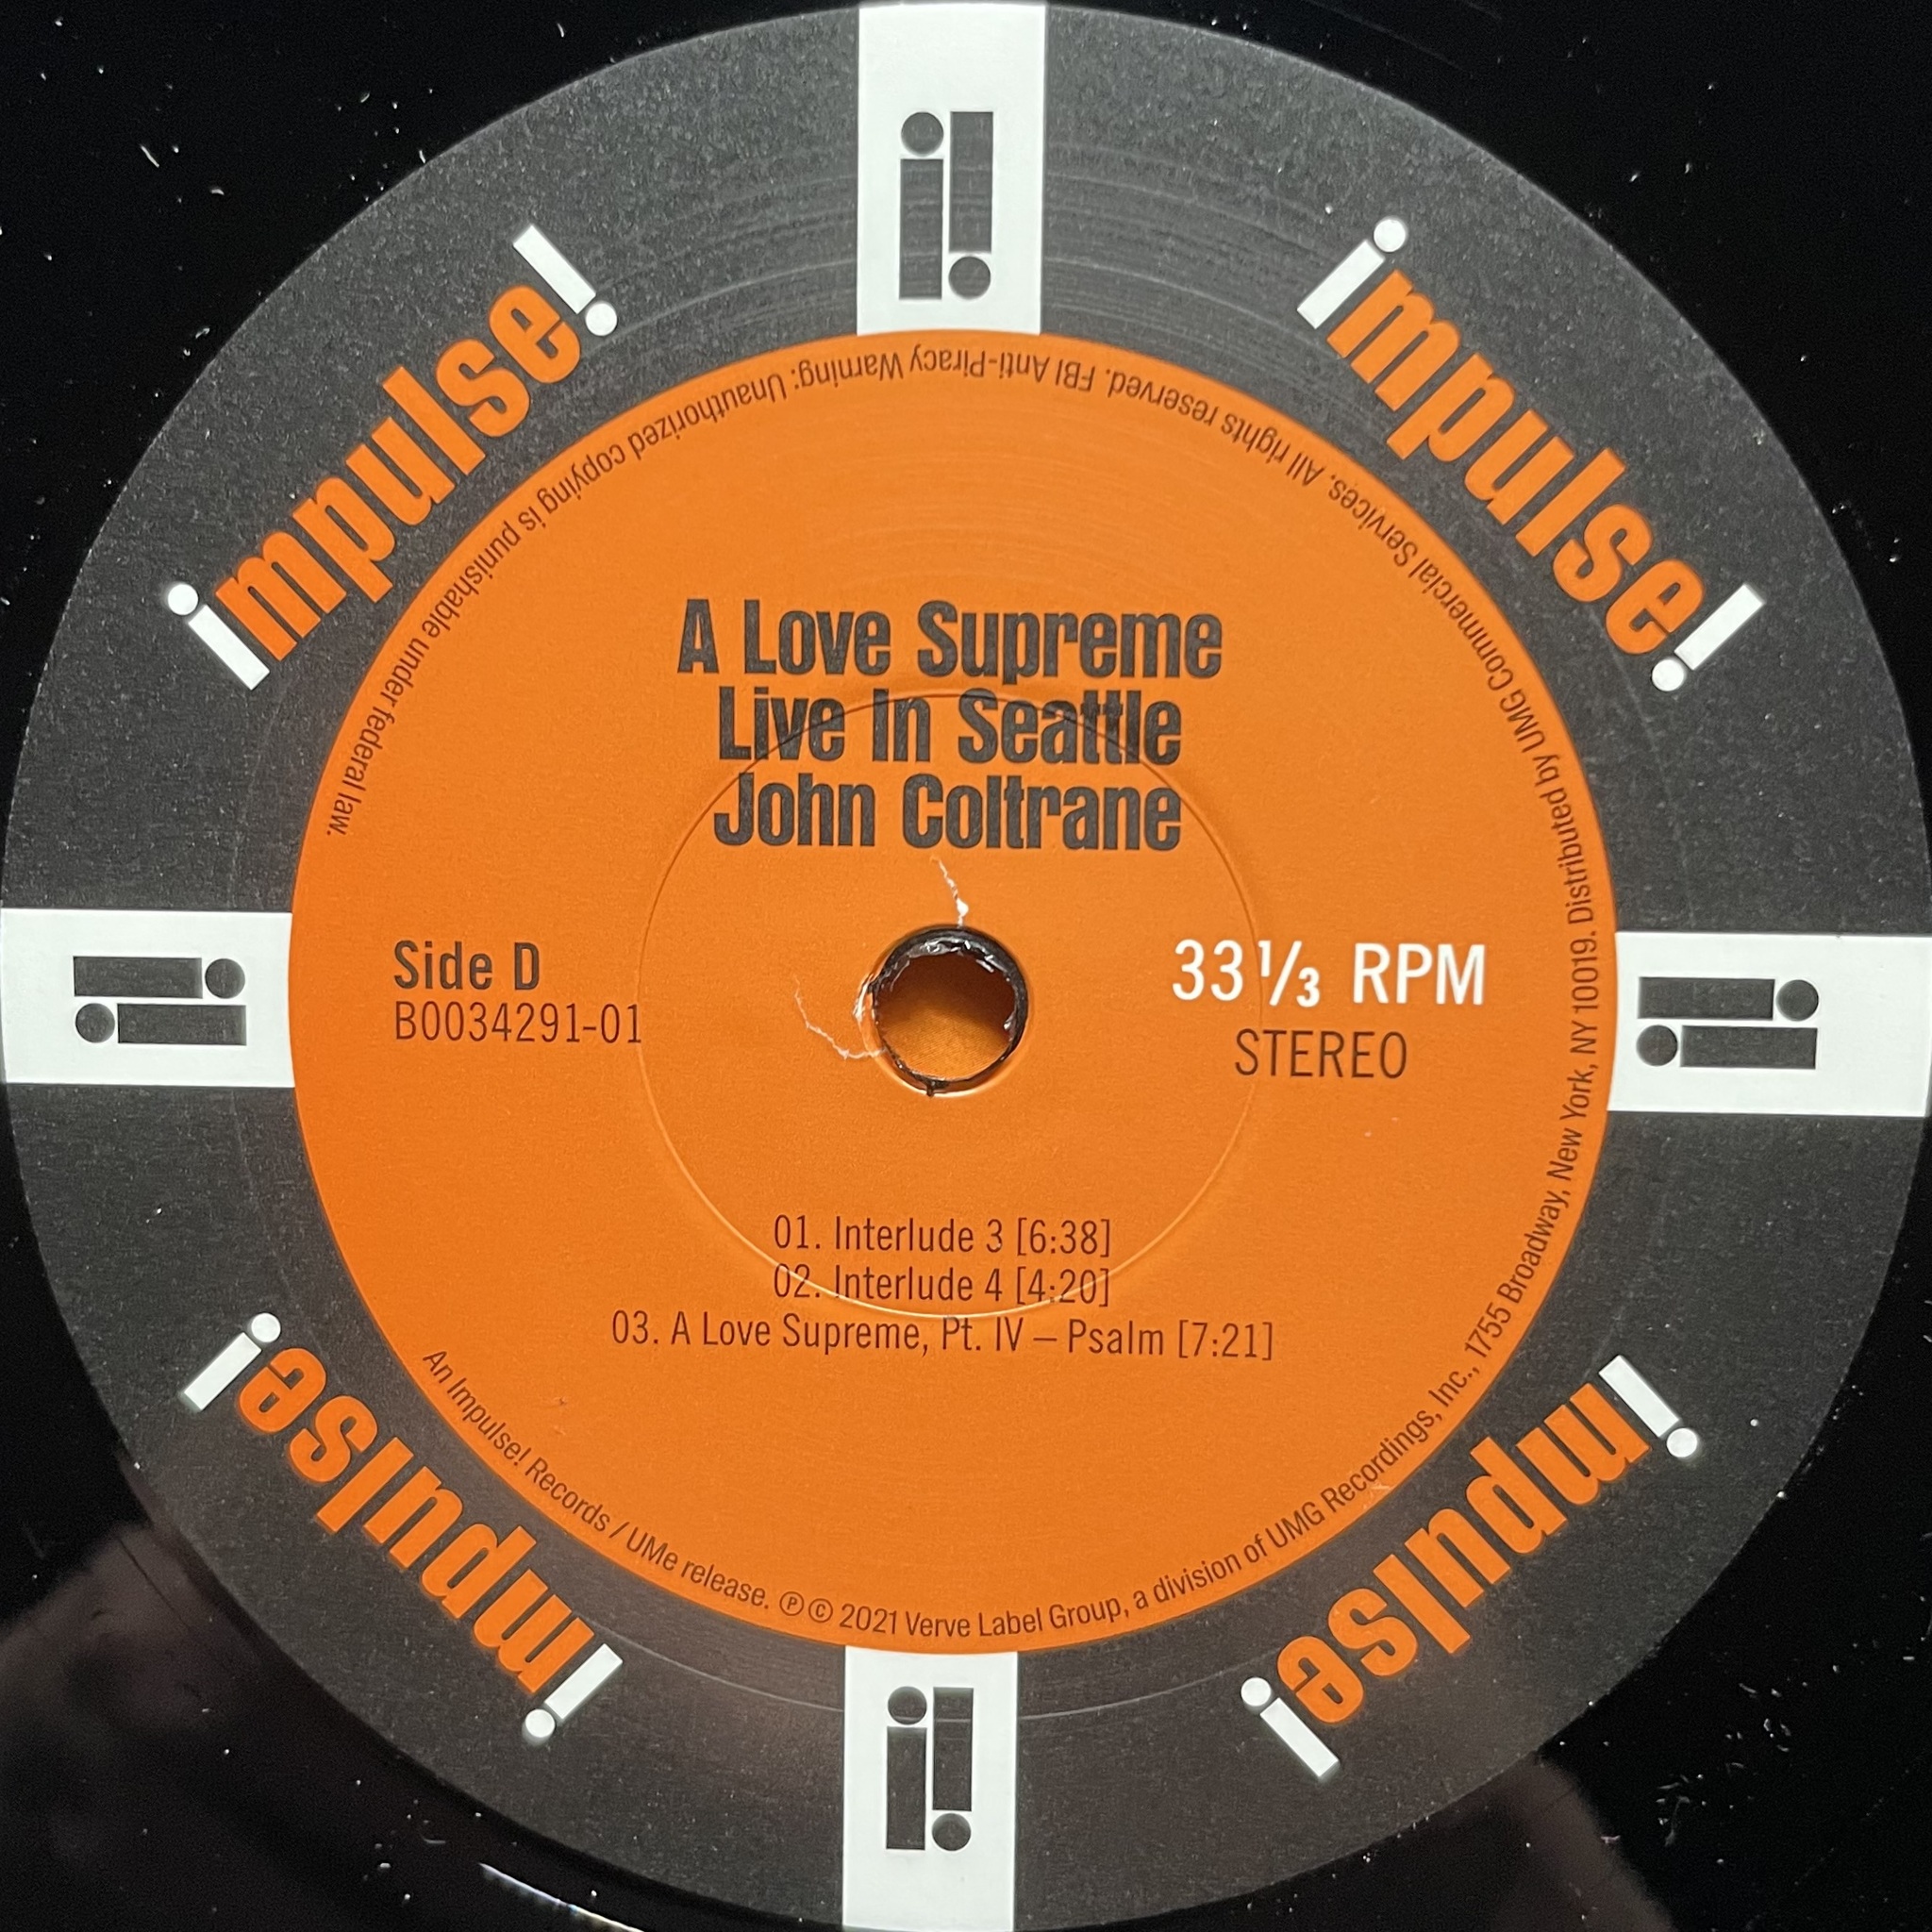 impulse!
impulse!
A Love Supreme
Live In Seattle
John Coltrane
Side D
B0034291-01
33 ⅓ RPM
STEREO
01. Interlude 3 [6:38]
02. Interlude 4 [4:20]
03. A Love Supreme, Pt. IV – Psalm [7:21]
An Impulse! Records / UMe release. ℗© 2021 Verve Label Group, a division of UMG Recordings, Inc., 1755 Broadway, New York, NY 10019. Distributed by UMG Commercial Services. All rights reserved. FBI Anti-Piracy Warning: Unauthorized copying is punishable under federal law.
impulse!
impulse!
i!
i!
i!
i!